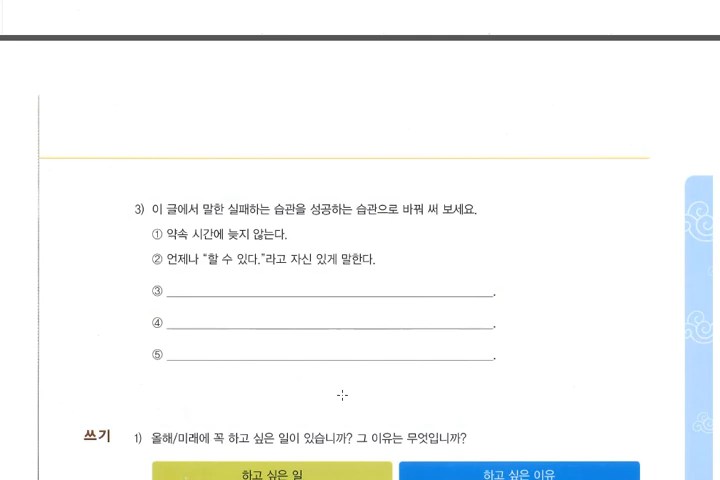 3) 이 글에서 말한 실패하는 습관을 성공하는 습관으로 바꿔 써 보세요.
① 약속 시간에 늦지 않는다.
② 언제나 “할 수 있다.”라고 자신 있게 말한다.
③ .
④ .
⑤ .
쓰기 1) 올해/미래에 꼭 하고 싶은 일이 있습니까? 그 이유는 무엇입니까?
하고 싶은 일 하고 싶은 이유